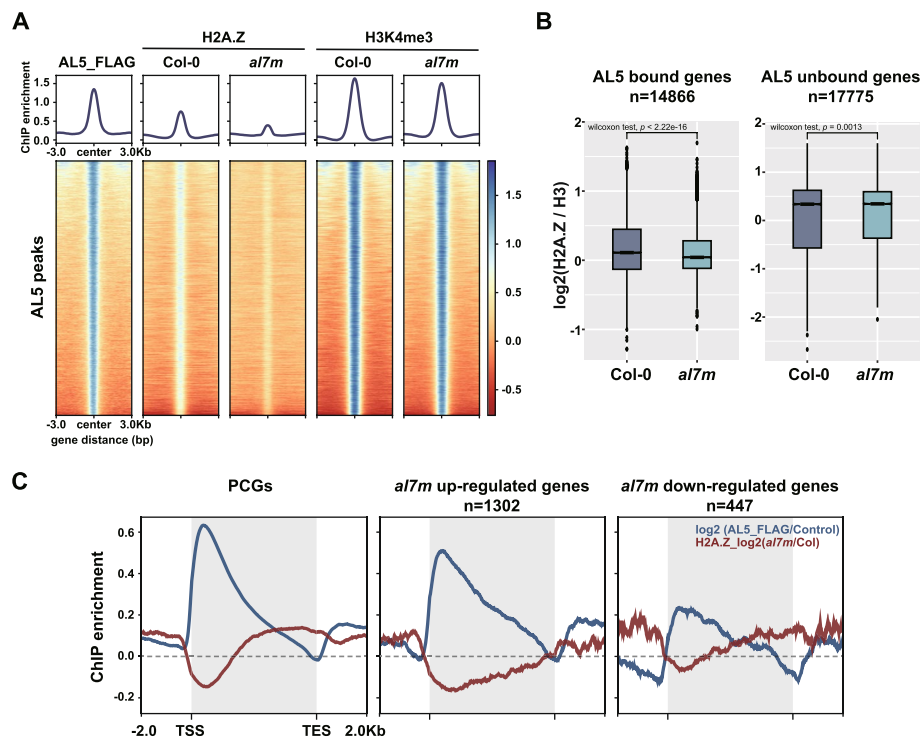 A
H2A.Z
H3K4me3
AL5_FLAG
Col-0
al7m
Col-0
al7m
ChIP enrichment
1.5
1.0
0.5
0.0
-3.0 center 3.0Kb
AL5 peaks
1.5
1.0
0.5
0.0
-0.5
-3.0 center 3.0Kb
-3.0 center 3.0Kb
gene distance (bp)
B
AL5 bound genes
n=14866
wilcoxon test, p < 2.22e-16
log2(H2A.Z / H3)
2
1
0
-1
Col-0
al7m
AL5 unbound genes
n=17775
wilcoxon test, p = 0.0013
2
0
-1
-2
Col-0
al7m
C
PCGs
ChIP enrichment
0.6
0.4
0.2
0.0
-0.2
-2.0 TSS TES 2.0Kb
al7m up-regulated genes
n=1302
al7m down-regulated genes
n=447
log2 (AL5_FLAG/Control)
H2A.Z_log2(al7m/Col)